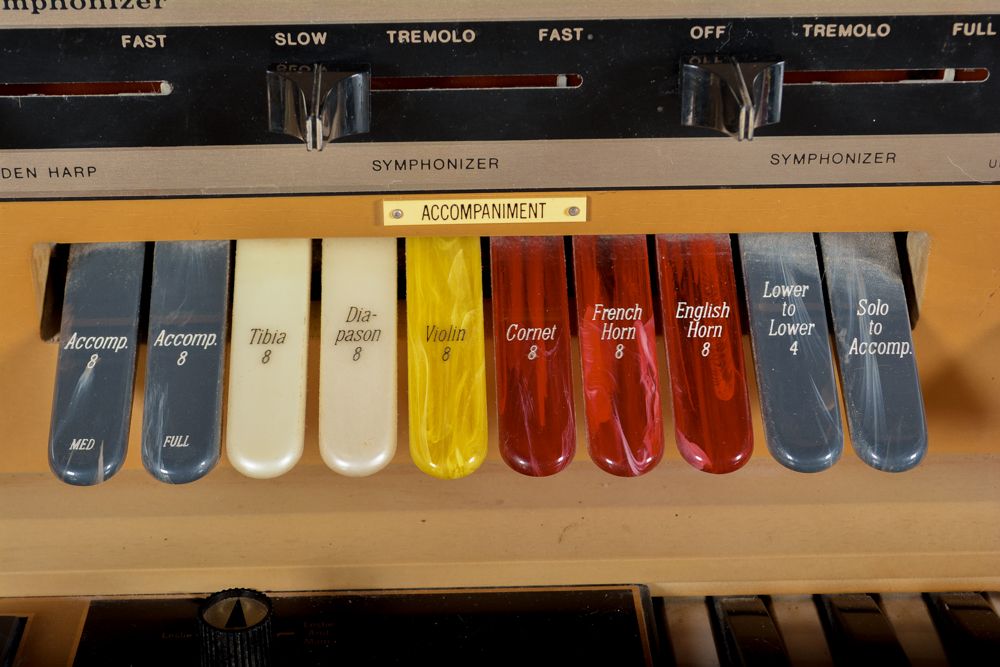 mphonizer
FAST
SLOW TREMOLO FAST
OFF TREMOLO FULL
DEN HARP
SYMPHONIZER
SYMPHONIZER
U
ACCOMPANIMENT
Accomp.
8
MED
Accomp.
8
FULL
Tibia
8
Dia-
pason
8
Violin
8
Cornet
8
French
Horn
8
English
Horn
8
Lower
to
Lower
4
Solo
to
Accomp.
Leslie